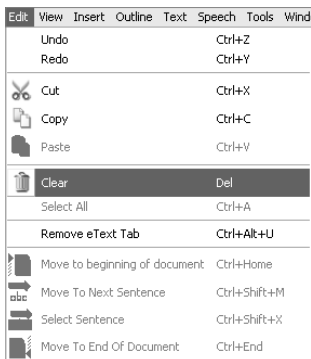 Edit View Insert Outline Text Speech Tools Wind
Undo Ctrl+Z
Redo Ctrl+Y
Cut Ctrl+X
Copy Ctrl+C
Paste Ctrl+V
Clear Del
Select All Ctrl+A
Remove eText Tab Ctrl+Alt+U
Move to beginning of document Ctrl+Home
abc Move To Next Sentence Ctrl+Shift+M
Select Sentence Ctrl+Shift+X
Move To End Of Document Ctrl+End